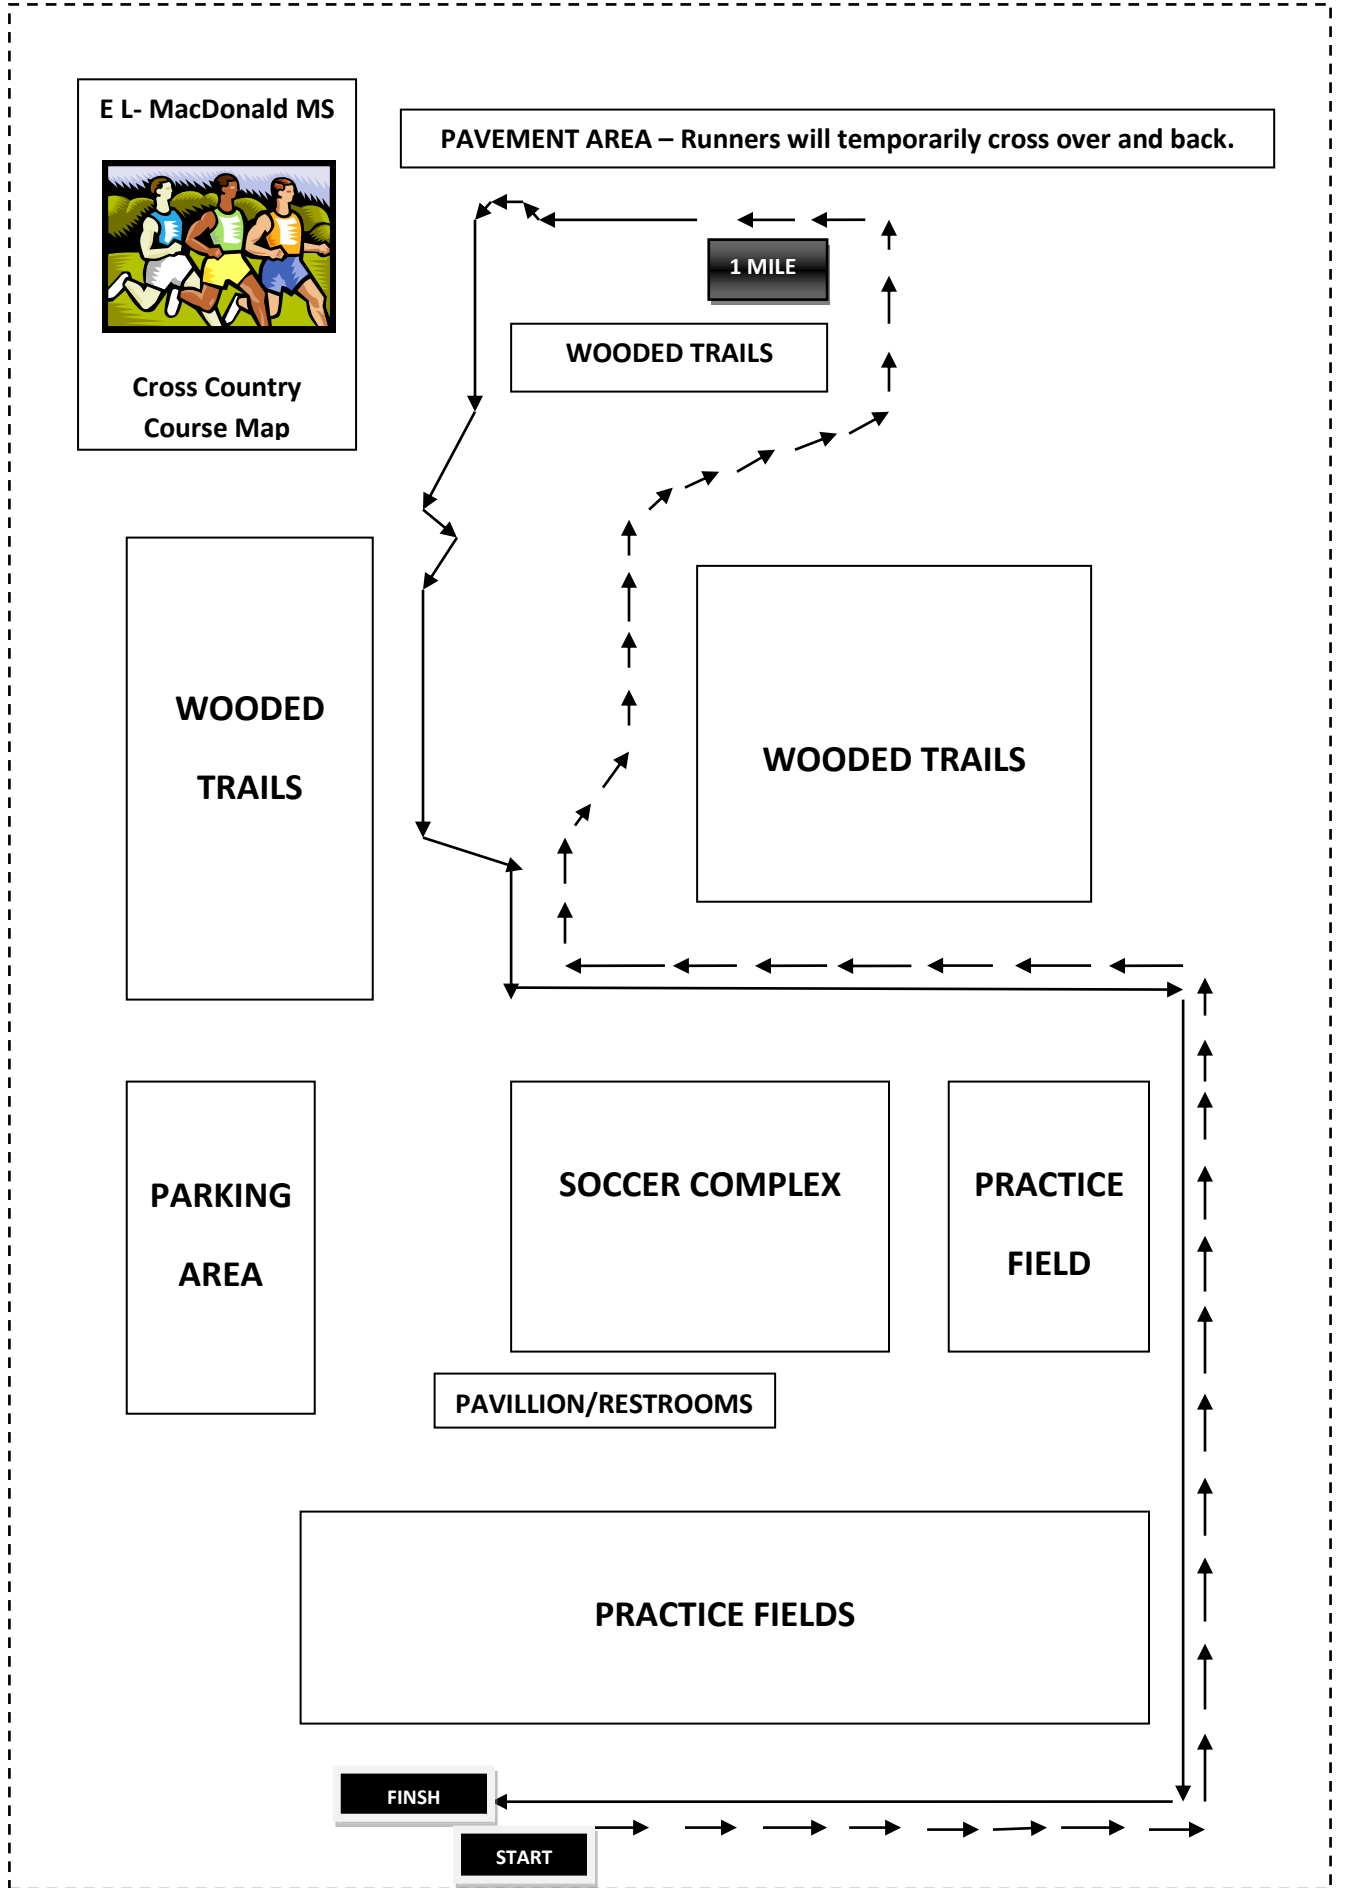 E L- MacDonald MS
Cross Country
Course Map
PAVEMENT AREA – Runners will temporarily cross over and back.
1 MILE
WOODED TRAILS
WOODED
TRAILS
WOODED TRAILS
PARKING
AREA
SOCCER COMPLEX
PRACTICE
FIELD
PAVILLION/RESTROOMS
PRACTICE FIELDS
FINSH
START